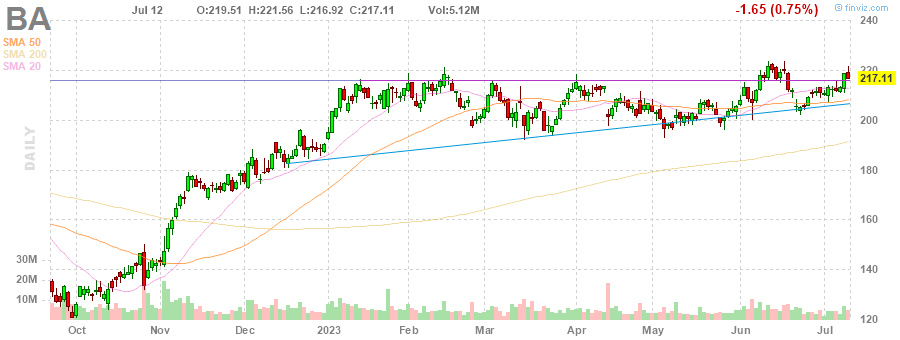 BA Jul 12 O:219.51 H:221.56 L:216.92 C:217.11 Vol:5.12M -1.65 (0.75%) © finviz.com
SMA 50
SMA 200
SMA 20
DAILY
240
220
217.11
200
180
160
140
120
30M
20M
10M
Oct Nov Dec 2023 Feb Mar Apr May Jun Jul